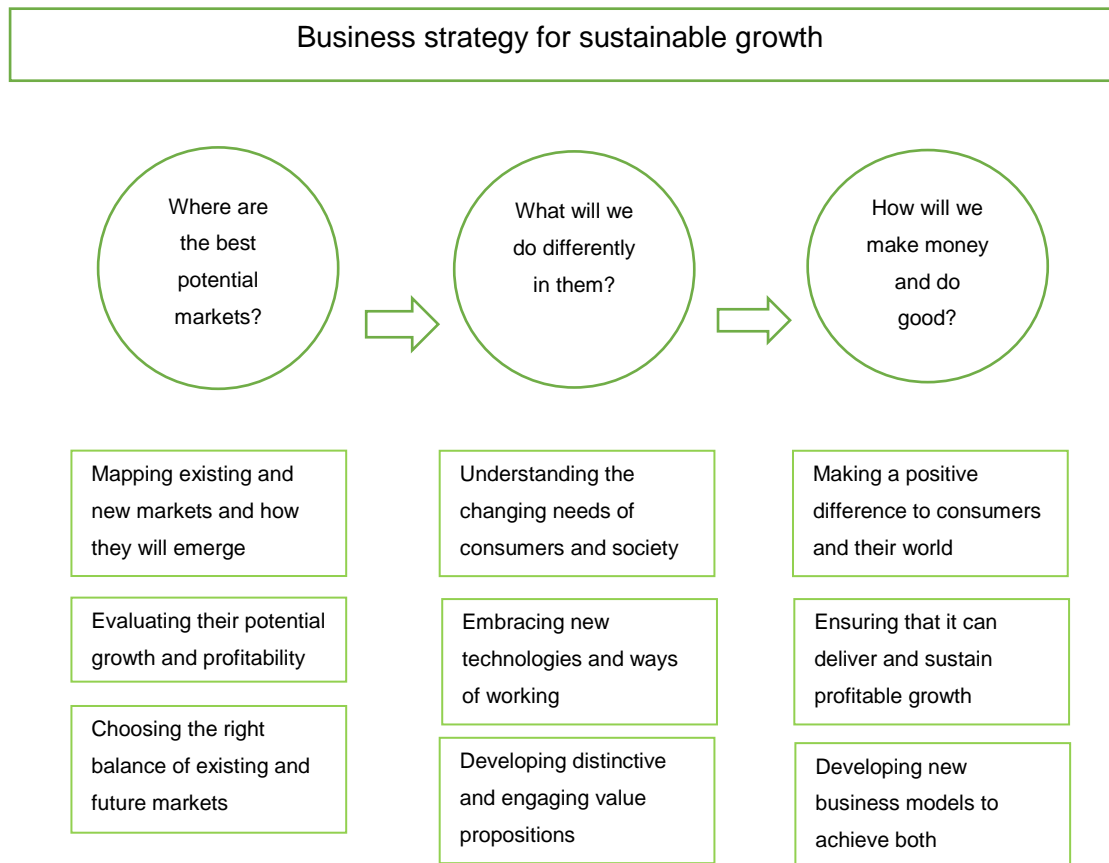 Business strategy for sustainable growth
Where are
the best
potential
markets?
What will we
do differently
in them?
How will we
make money
and do
good?
Mapping existing and
new markets and how
they will emerge
Evaluating their potential
growth and profitability
Choosing the right
balance of existing and
future markets
Understanding the
changing needs of
consumers and society
Embracing new
technologies and ways
of working
Developing distinctive
and engaging value
propositions
Making a positive
difference to consumers
and their world
Ensuring that it can
deliver and sustain
profitable growth
Developing new
business models to
achieve both